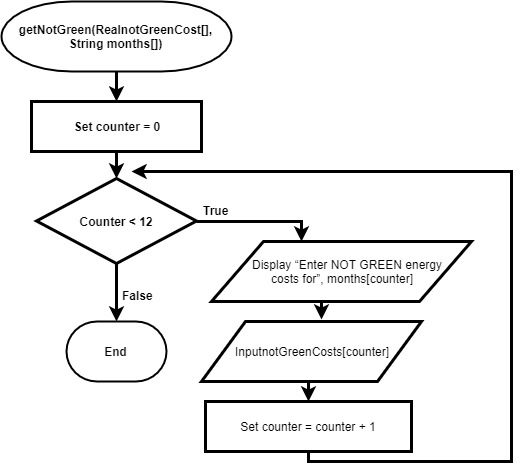 getNotGreen(RealnotGreenCost[],
String months[])
Set counter = 0
Counter < 12
True
False
Display “Enter NOT GREEN energy
costs for”, months[counter]
End
InputnotGreenCosts[counter]
Set counter = counter + 1